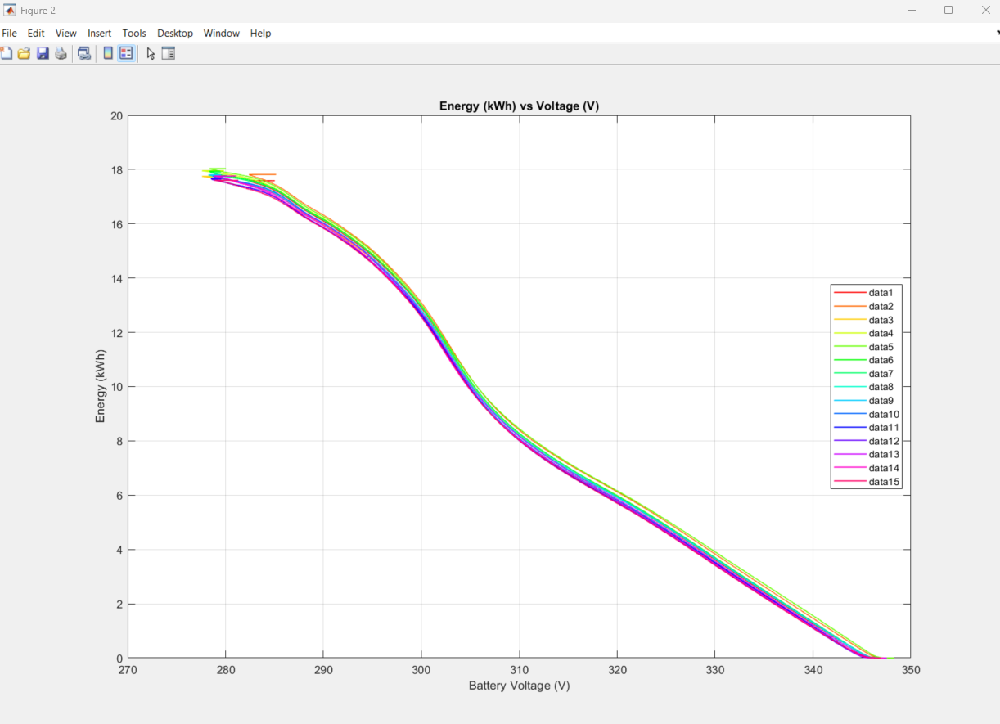 Figure 2
File Edit View Insert Tools Desktop Window Help
Energy (kWh) vs Voltage (V)
20
18
16
14
12
10
8
6
4
2
0
Energy (kWh)
data1
data2
data3
data4
data5
data6
data7
data8
data9
data10
data11
data12
data13
data14
data15
270 280 290 300 310 320 330 340 350
Battery Voltage (V)